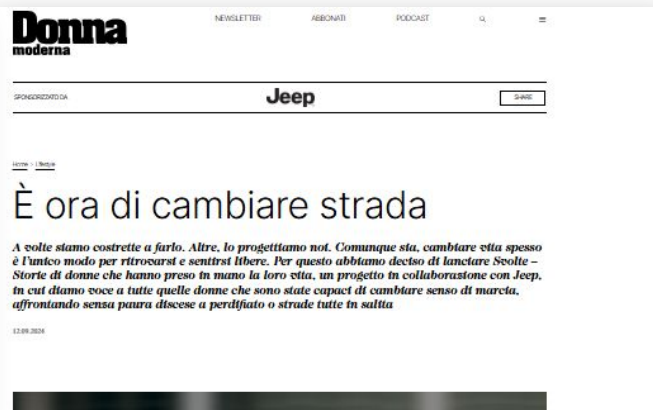 Donna
moderna
NEWSLETTER ABBONATI PODCAST
SPONSORIZZATO DA Jeep SHARE
Home > Lifestyle
È ora di cambiare strada
A volte siamo costrette a farlo. Altre, lo progettiamo noi. Comunque sia, cambiare vita spesso
è l'unico modo per ritrovarsi e sentirsi libere. Per questo abbiamo deciso di lanciare Svolte –
Storie di donne che hanno preso in mano la loro vita, un progetto in collaborazione con Jeep,
in cui diamo voce a tutte quelle donne che sono state capaci di cambiare senso di marcia,
affrontando senza paura discese a perdifiato o strade tutte in salita
12.09.2024